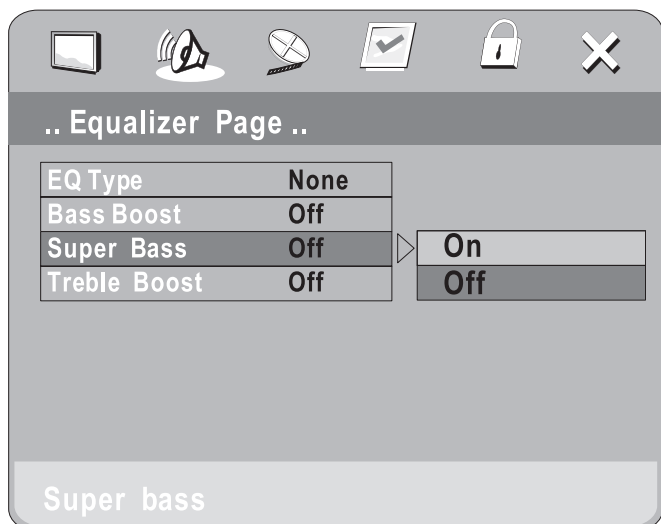 .. Equalizer Page ..
EQ Type None
Bass Boost Off
Super Bass Off
On
Treble Boost Off
Off
Super bass